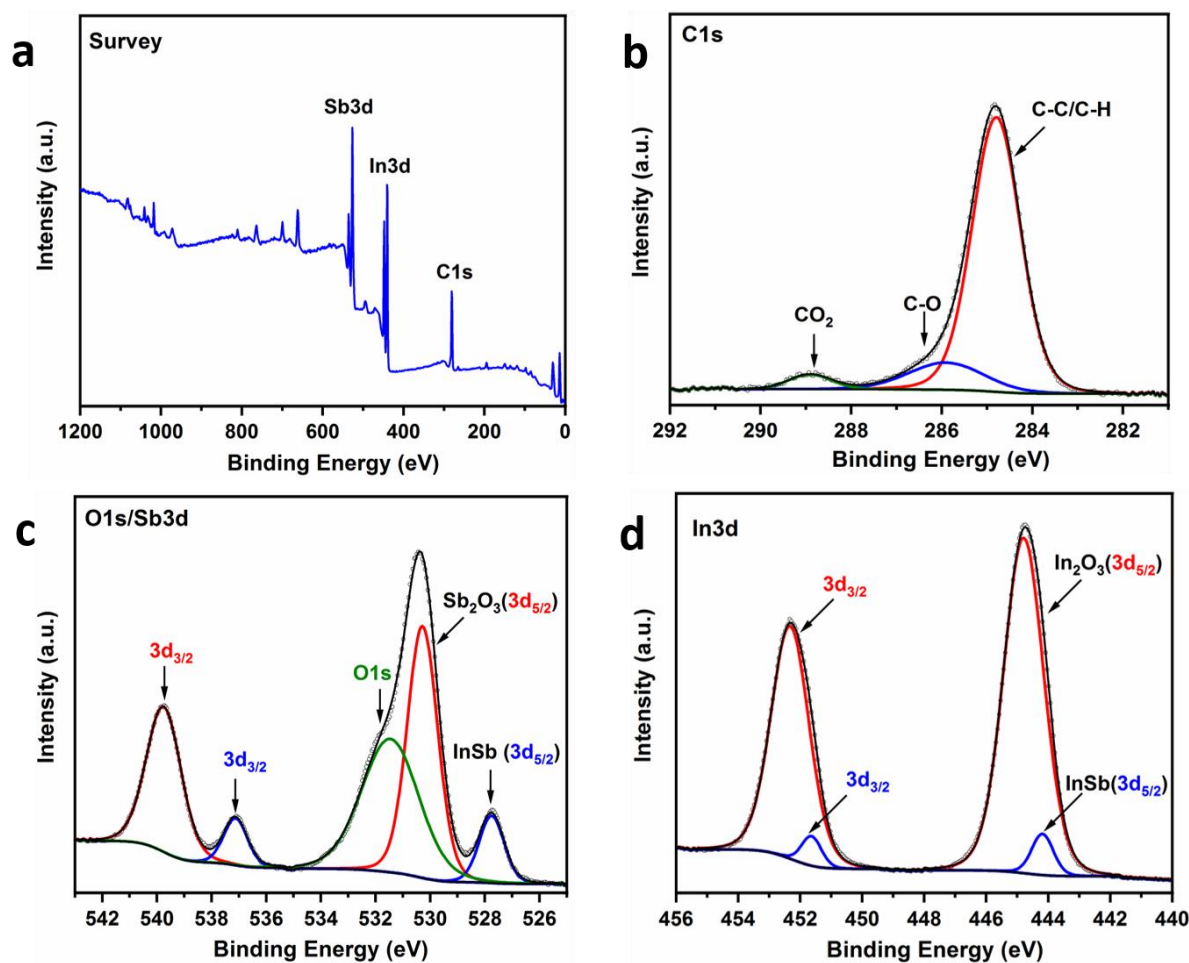 a
Survey
Sb3d
In3d
C1s
Intensity (a.u.)
1200 1000 800 600 400 200 0
Binding Energy (eV)
b
C1s
C-C/C-H
C-O
CO₂
Intensity (a.u.)
292 290 288 286 284 282
Binding Energy (eV)
c
O1s/Sb3d
Sb₂O₃(3d₅/₂)
3d₃/₂
O1s
3d₃/₂
InSb (3d₅/₂)
Intensity (a.u.)
542 540 538 536 534 532 530 528 526
Binding Energy (eV)
d
In3d
In₂O₃(3d₅/₂)
3d₃/₂
3d₃/₂
InSb(3d₅/₂)
Intensity (a.u.)
456 454 452 450 448 446 444 442 440
Binding Energy (eV)